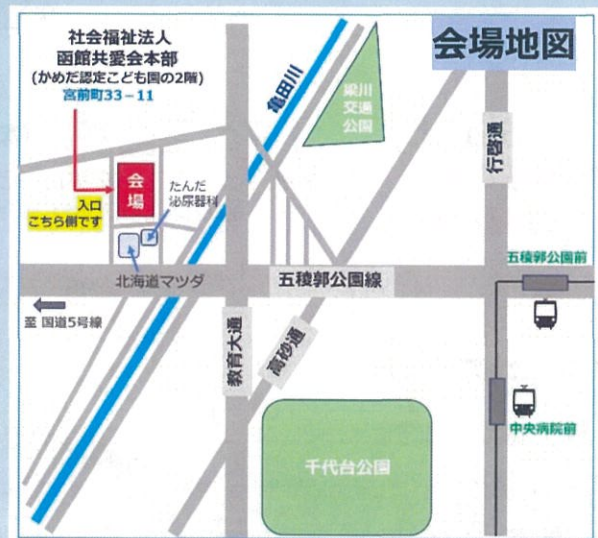 会場地図
社会福祉法人
函館共愛会本部
(かめだ認定こども園の2階)
宮前町33-11
亀田川
梁川
交通
公園
行啓通
会場
入口
こちら側です
たんだ
泌尿器科
北海道マツダ
五稜郭公園線
五稜郭公園前
至 国道5号線
教育大通
高砂通
中央病院前
千代台公園